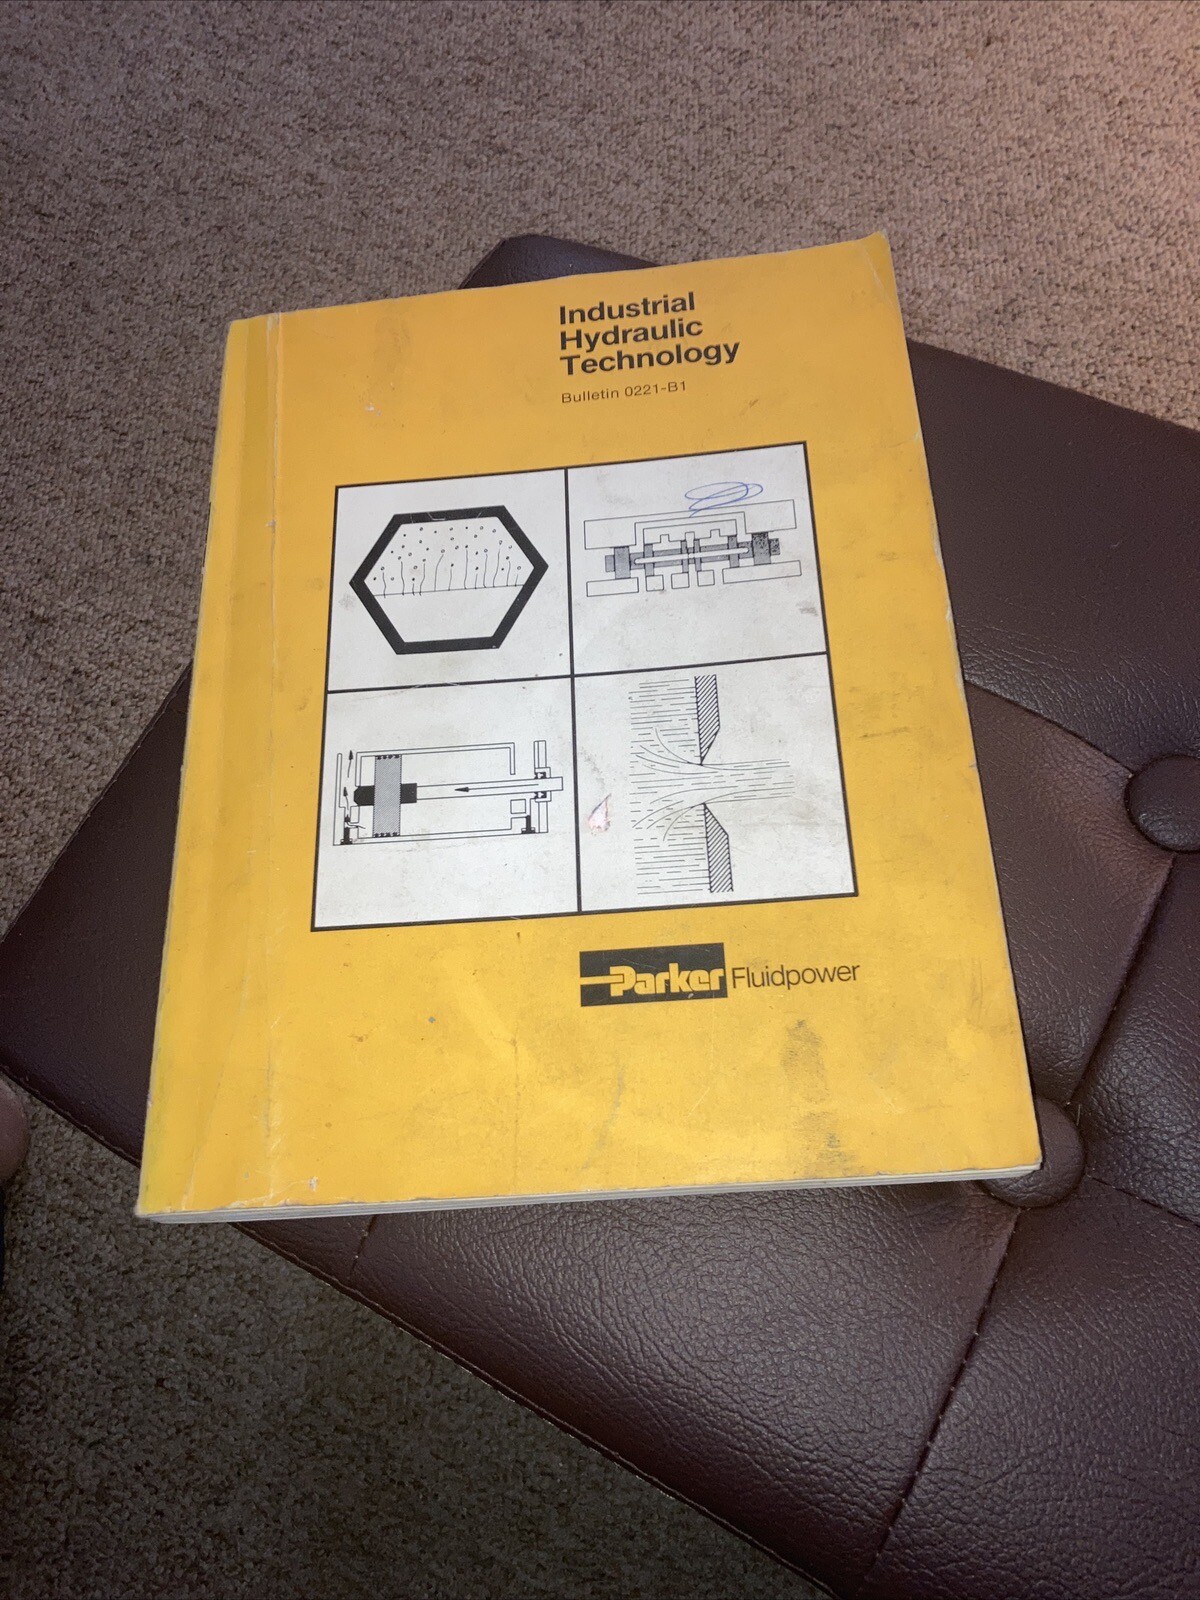 Industrial
Hydraulic
Technology
Bulletin 0221-B1
Parker Fluidpower